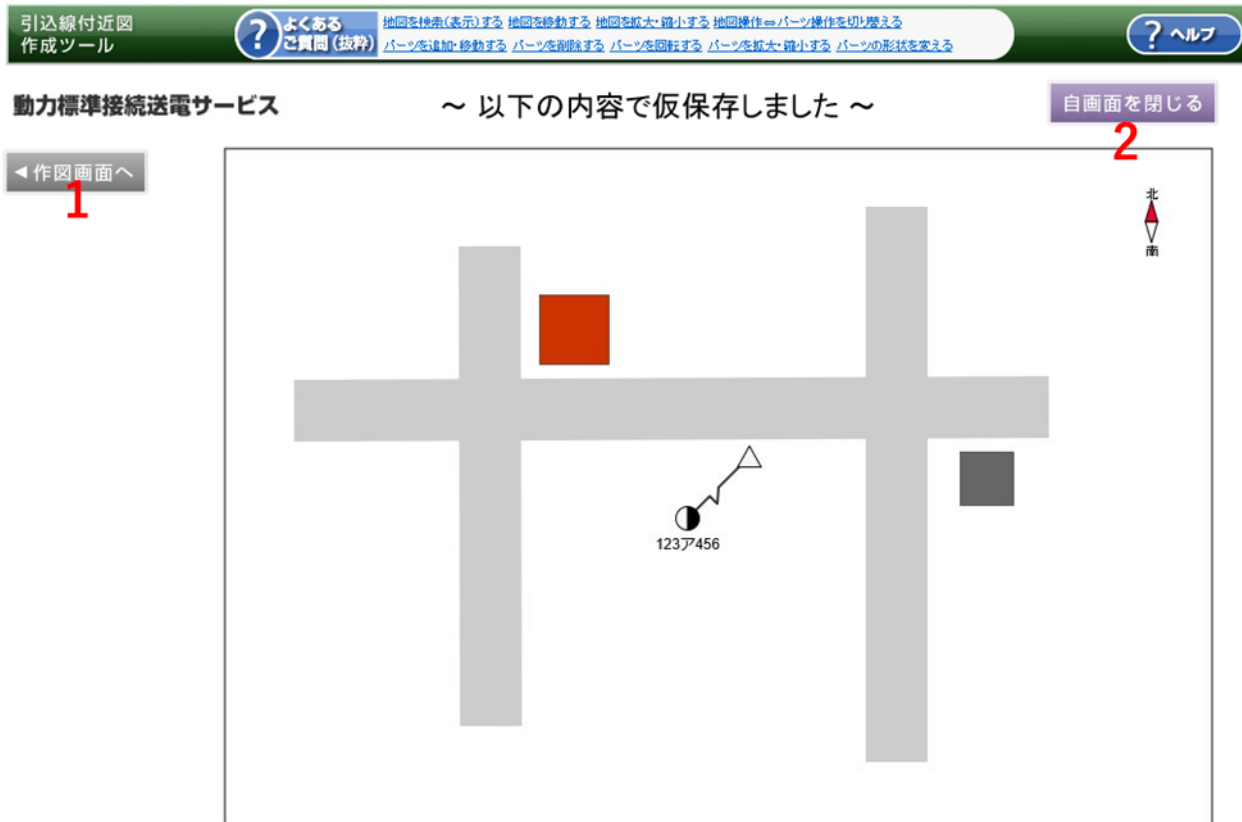 引込線付近図
作成ツール
? よくある
ご質問(抜粋)
地図を検索(表示)する 地図を移動する 地図を拡大・縮小する 地図操作⇔パーツ操作を切り替える
パーツを追加・移動する パーツを削除する パーツを回転する パーツを拡大・縮小する パーツの形状を変える
? ヘルプ
動力標準接続送電サービス
～ 以下の内容で仮保存しました ～
自画面を閉じる
2
◀作図画面へ
1
北
南
123ア456